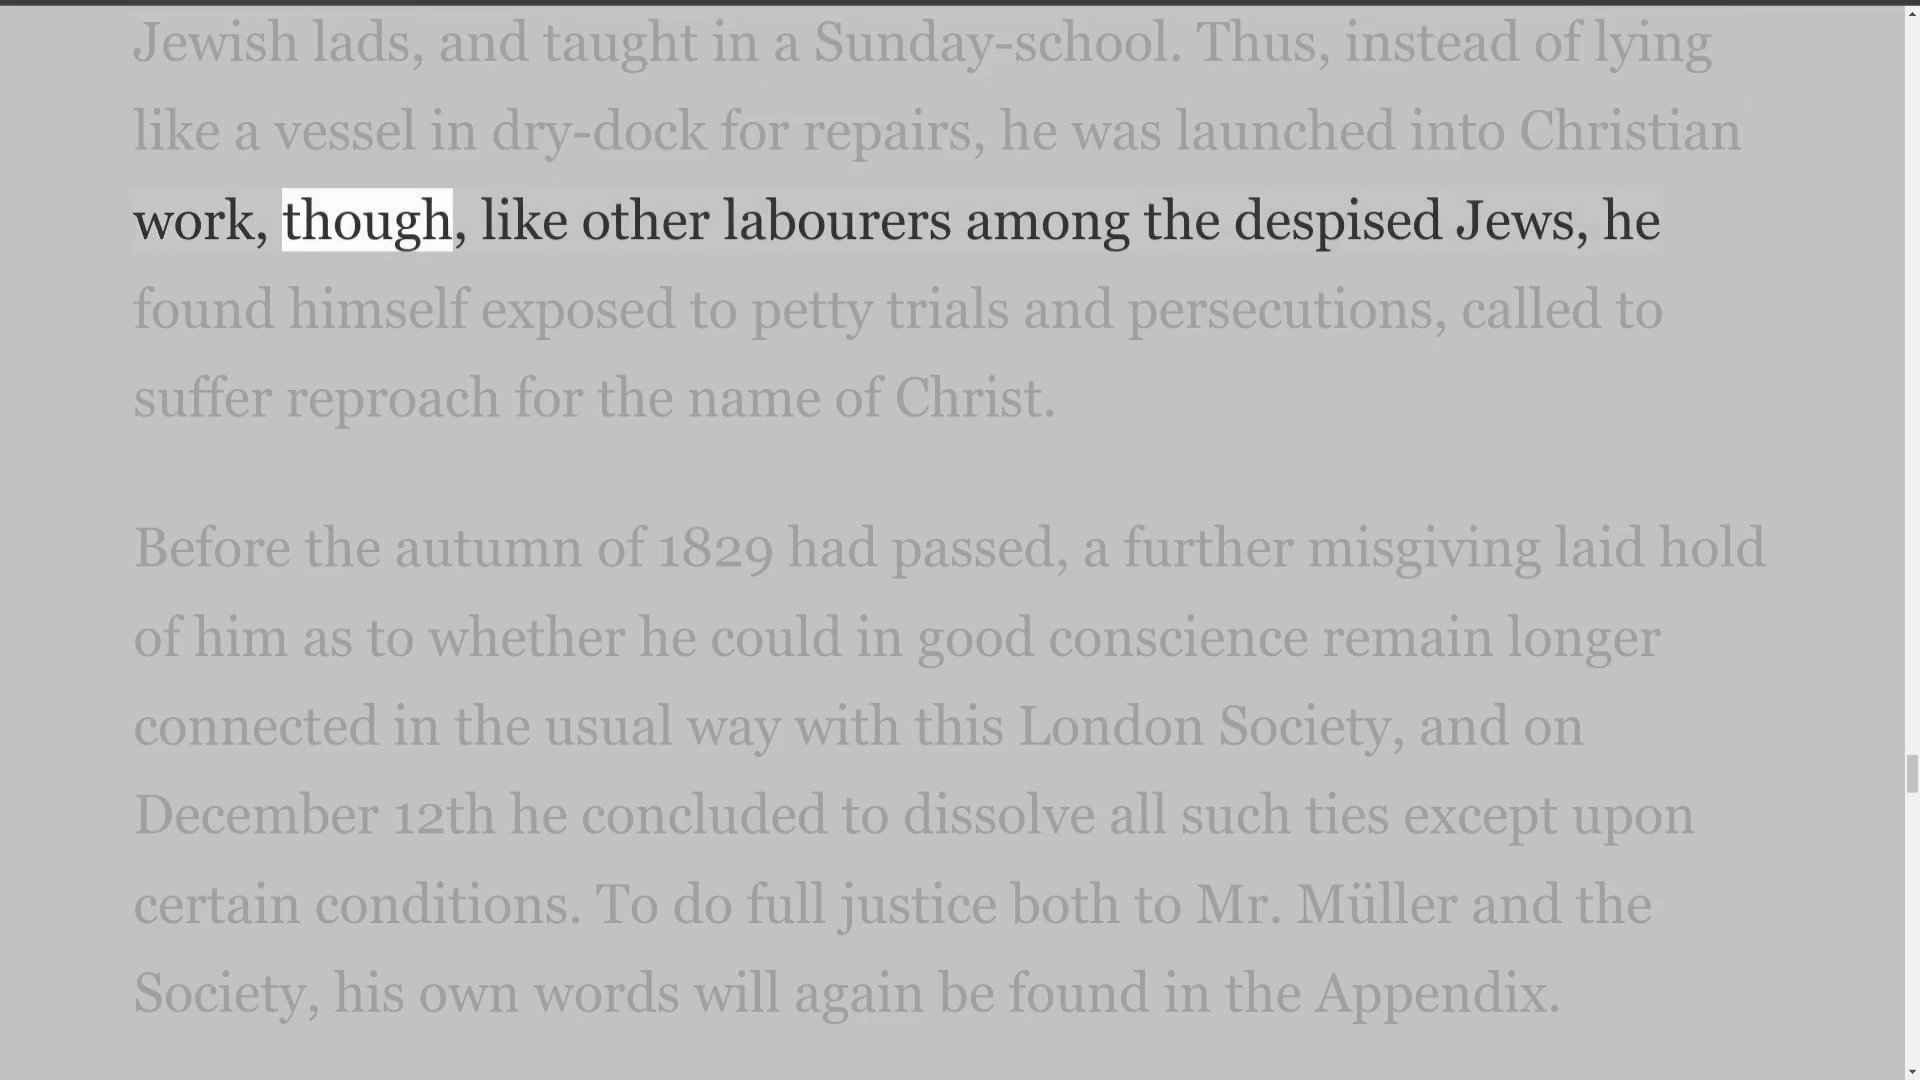 Jewish lads, and taught in a Sunday-school. Thus, instead of lying
like a vessel in dry-dock for repairs, he was launched into Christian
work, though, like other labourers among the despised Jews, he
found himself exposed to petty trials and persecutions, called to
suffer reproach for the name of Christ.
Before the autumn of 1829 had passed, a further misgiving laid hold
of him as to whether he could in good conscience remain longer
connected in the usual way with this London Society, and on
December 12th he concluded to dissolve all such ties except upon
certain conditions. To do full justice both to Mr. Müller and the
Society, his own words will again be found in the Appendix.